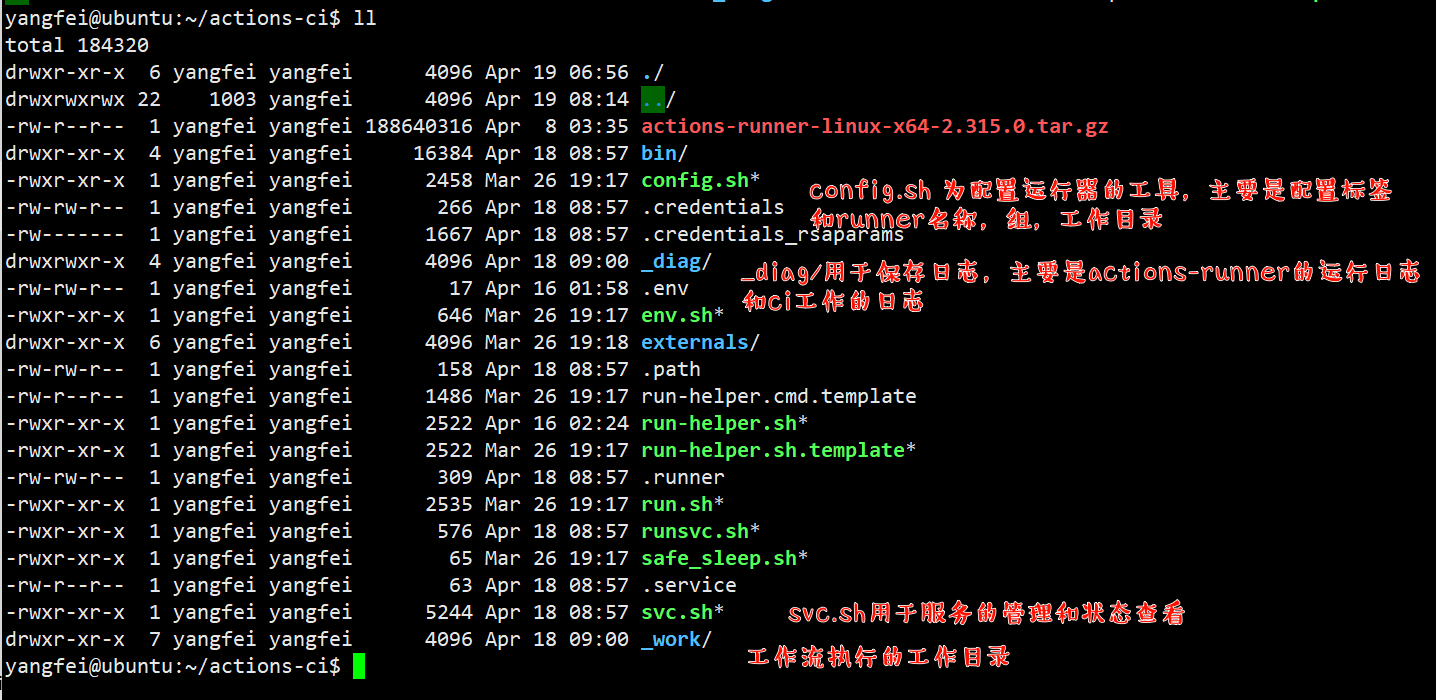 yangfei@ubuntu:~/actions-ci$ ll
total 184320
drwxr-xr-x  6 yangfei yangfei      4096 Apr 19 06:56 ./
drwxrwxrwx 22    1003 yangfei      4096 Apr 19 08:14 ../
-rw-r--r--  1 yangfei yangfei 188640316 Apr  8 03:35 actions-runner-linux-x64-2.315.0.tar.gz
drwxr-xr-x  4 yangfei yangfei     16384 Apr 18 08:57 bin/
-rwxr-xr-x  1 yangfei yangfei      2458 Mar 26 19:17 config.sh*
config.sh 为配置运行器的工具，主要是配置标签
-rw-rw-r--  1 yangfei yangfei       266 Apr 18 08:57 .credentials
和runner名称，组，工作目录
-rw-------  1 yangfei yangfei      1667 Apr 18 08:57 .credentials_rsaparams
drwxrwxr-x  4 yangfei yangfei      4096 Apr 18 09:00 _diag/
_diag/用于保存日志，主要是actions-runner的运行日志
-rw-rw-r--  1 yangfei yangfei        17 Apr 16 01:58 .env
和ci工作的日志
-rwxr-xr-x  1 yangfei yangfei       646 Mar 26 19:17 env.sh*
drwxr-xr-x  6 yangfei yangfei      4096 Mar 26 19:18 externals/
-rw-rw-r--  1 yangfei yangfei       158 Apr 18 08:57 .path
-rw-r--r--  1 yangfei yangfei      1486 Mar 26 19:17 run-helper.cmd.template
-rwxr-xr-x  1 yangfei yangfei      2522 Apr 16 02:24 run-helper.sh*
-rwxr-xr-x  1 yangfei yangfei      2522 Mar 26 19:17 run-helper.sh.template*
-rw-rw-r--  1 yangfei yangfei       309 Apr 18 08:57 .runner
-rwxr-xr-x  1 yangfei yangfei      2535 Mar 26 19:17 run.sh*
-rwxr-xr-x  1 yangfei yangfei       576 Apr 18 08:57 runsvc.sh*
-rwxr-xr-x  1 yangfei yangfei        65 Mar 26 19:17 safe_sleep.sh*
-rw-r--r--  1 yangfei yangfei        63 Apr 18 08:57 .service
-rwxr-xr-x  1 yangfei yangfei      5244 Apr 18 08:57 svc.sh*
svc.sh用于服务的管理和状态查看
drwxr-xr-x  7 yangfei yangfei      4096 Apr 18 09:00 _work/
工作流执行的工作目录
yangfei@ubuntu:~/actions-ci$